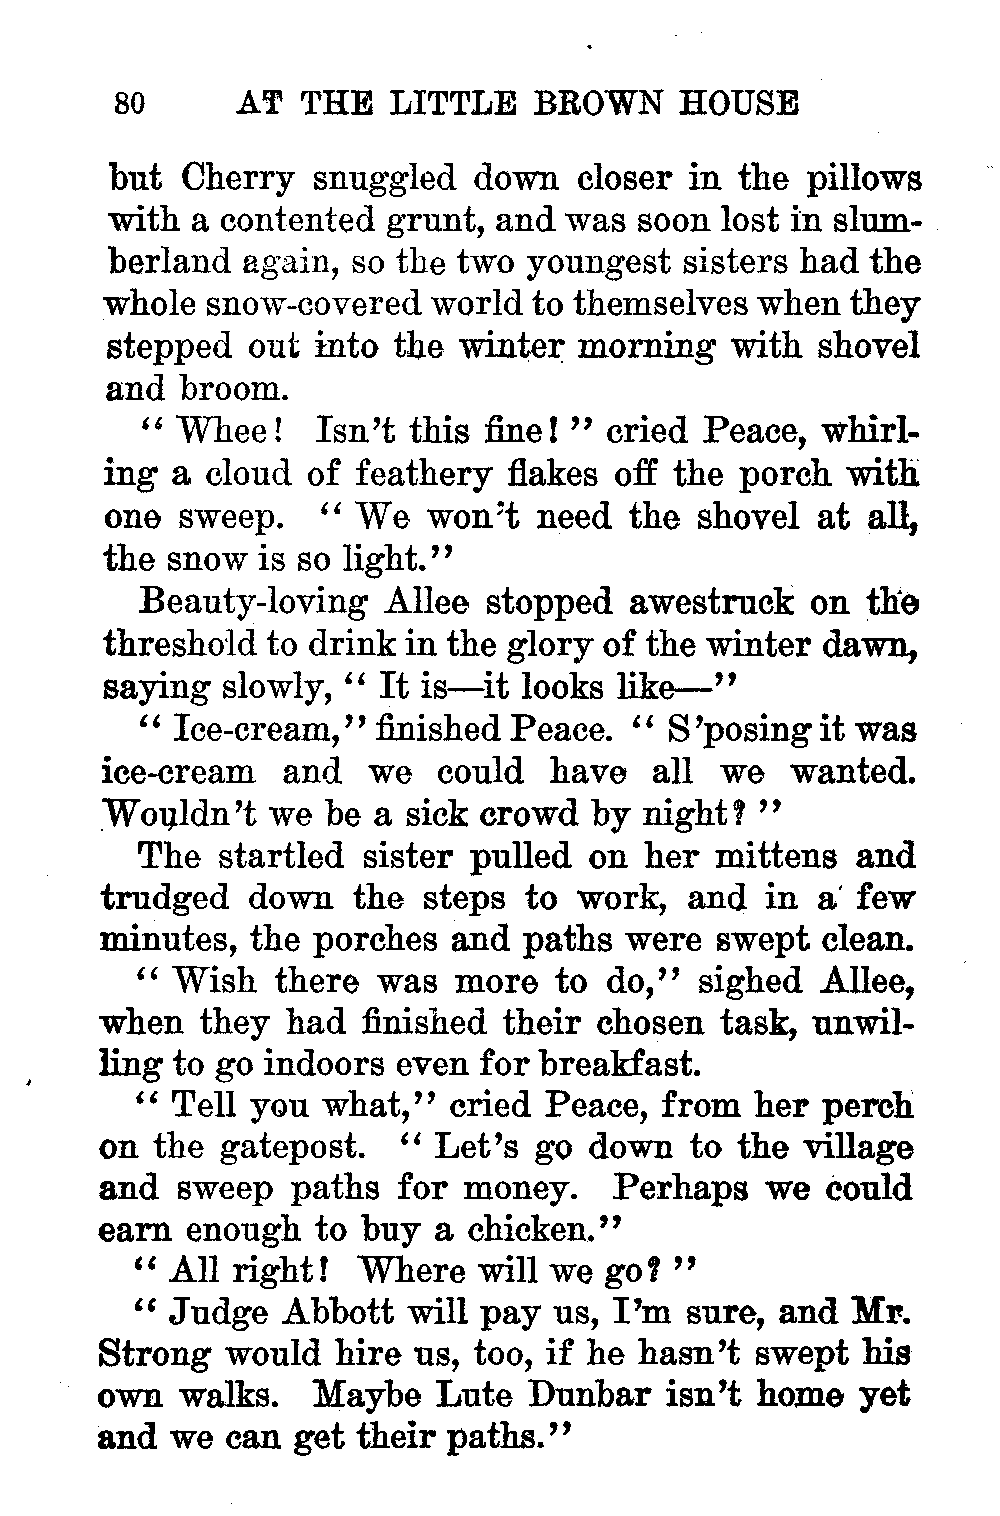 80 AT THE LITTLE BROWN HOUSE
but Cherry snuggled down closer in the pillows
with a contented grunt, and was soon lost in slum-
berland again, so the two youngest sisters had the
whole snow-covered world to themselves when they
stepped out into the winter morning with shovel
and broom.
“ Whee! Isn’t this fine! ” cried Peace, whirl-
ing a cloud of feathery flakes off the porch with
one sweep. “ We won’t need the shovel at all,
the snow is so light.”
Beauty-loving Allee stopped awestruck on the
threshold to drink in the glory of the winter dawn,
saying slowly, “ It is—it looks like—”
“ Ice-cream,” finished Peace. “ S’posing it was
ice-cream and we could have all we wanted.
Wouldn’t we be a sick crowd by night? ”
The startled sister pulled on her mittens and
trudged down the steps to work, and in a few
minutes, the porches and paths were swept clean.
“ Wish there was more to do,” sighed Allee,
when they had finished their chosen task, unwil-
ling to go indoors even for breakfast.
“ Tell you what,” cried Peace, from her perch
on the gatepost. “ Let’s go down to the village
and sweep paths for money. Perhaps we could
earn enough to buy a chicken.”
“ All right! Where will we go? ”
“ Judge Abbott will pay us, I’m sure, and Mr.
Strong would hire us, too, if he hasn’t swept his
own walks. Maybe Lute Dunbar isn’t home yet
and we can get their paths.”